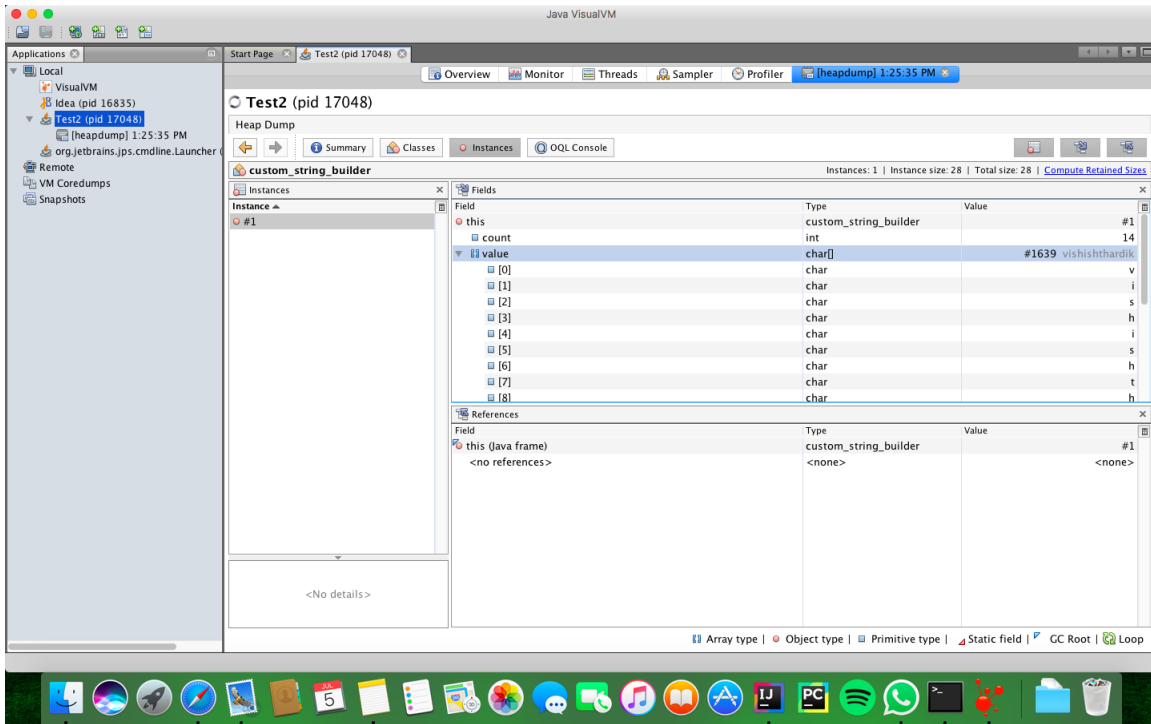 Java VisualVM
Applications
Start Page Test2 (pid 17048)
Local
VisualVM
Idea (pid 16835)
Test2 (pid 17048)
[heapdump] 1:25:35 PM
org.jetbrains.jps.cmdline.Launcher (
Remote
VM Coredumps
Snapshots
Overview Monitor Threads Sampler Profiler [heapdump] 1:25:35 PM
Test2 (pid 17048)
Heap Dump
Summary Classes Instances OQL Console
custom_string_builder Instances: 1 | Instance size: 28 | Total size: 28 | Compute Retained Sizes
Instances
Instance
#1
<No details>
Fields
Field Type Value
this custom_string_builder #1
count int 14
value char[] #1639 vishishthardik
[0] char v
[1] char i
[2] char s
[3] char h
[4] char i
[5] char s
[6] char h
[7] char t
[8] char h
References
Field Type Value
this (Java frame) custom_string_builder #1
<no references> <none> <none>
Array type | Object type | Primitive type | Static field | GC Root | Loop
JUL
5
IJ
PC